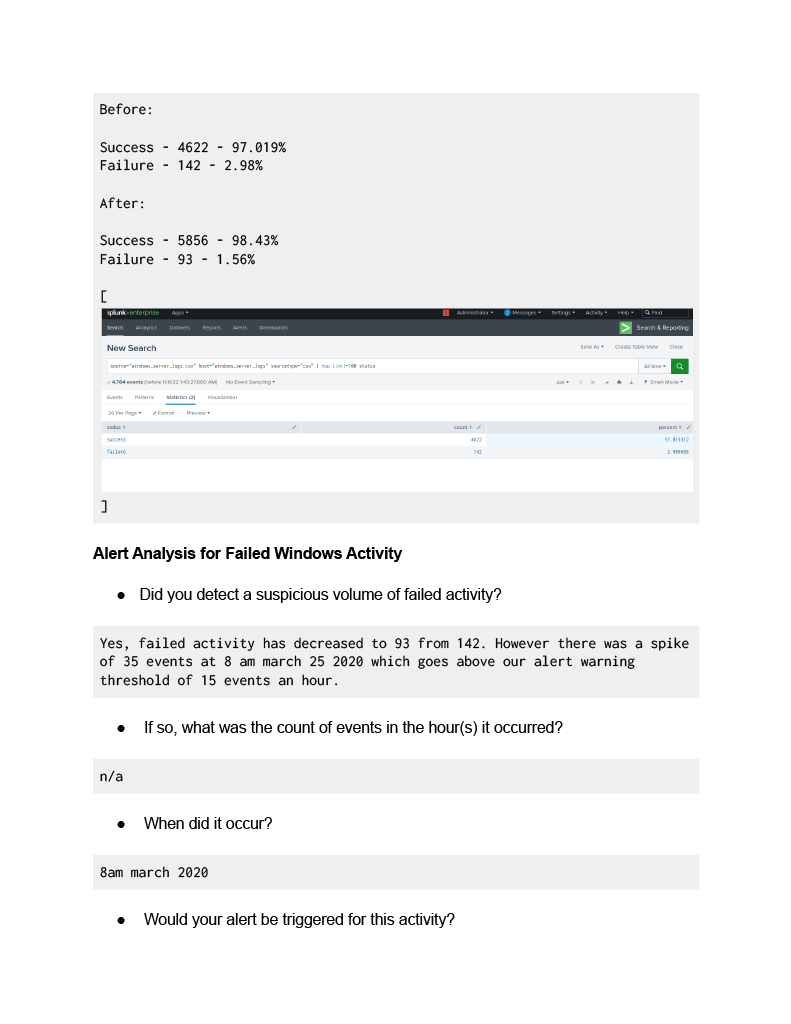 Before:
Success - 4622 - 97.019%
Failure - 142 - 2.98%
After:
Success - 5856 - 98.43%
Failure - 93 - 1.56%
[
splunk>enterprise Apps Administrator 2 Messages Settings Activity Help Find
Search Analytics Datasets Reports Alerts Dashboards Search & Reporting
New Search Save As Create Table View Close
source="windows_server_logs.csv" host="windows_server_logs" sourcetype="csv" | top limit=100 status All time
✓ 4,764 events (before 11/8/22 1:43:27.000 AM) No Event Sampling Job Smart Mode
Events Patterns Statistics (2) Visualization
20 Per Page Format Preview
status count percent
success 4622 97.019312
failure 142 2.980688
]
Alert Analysis for Failed Windows Activity
● Did you detect a suspicious volume of failed activity?
Yes, failed activity has decreased to 93 from 142. However there was a spike
of 35 events at 8 am march 25 2020 which goes above our alert warning
threshold of 15 events an hour.
● If so, what was the count of events in the hour(s) it occurred?
n/a
● When did it occur?
8am march 2020
● Would your alert be triggered for this activity?